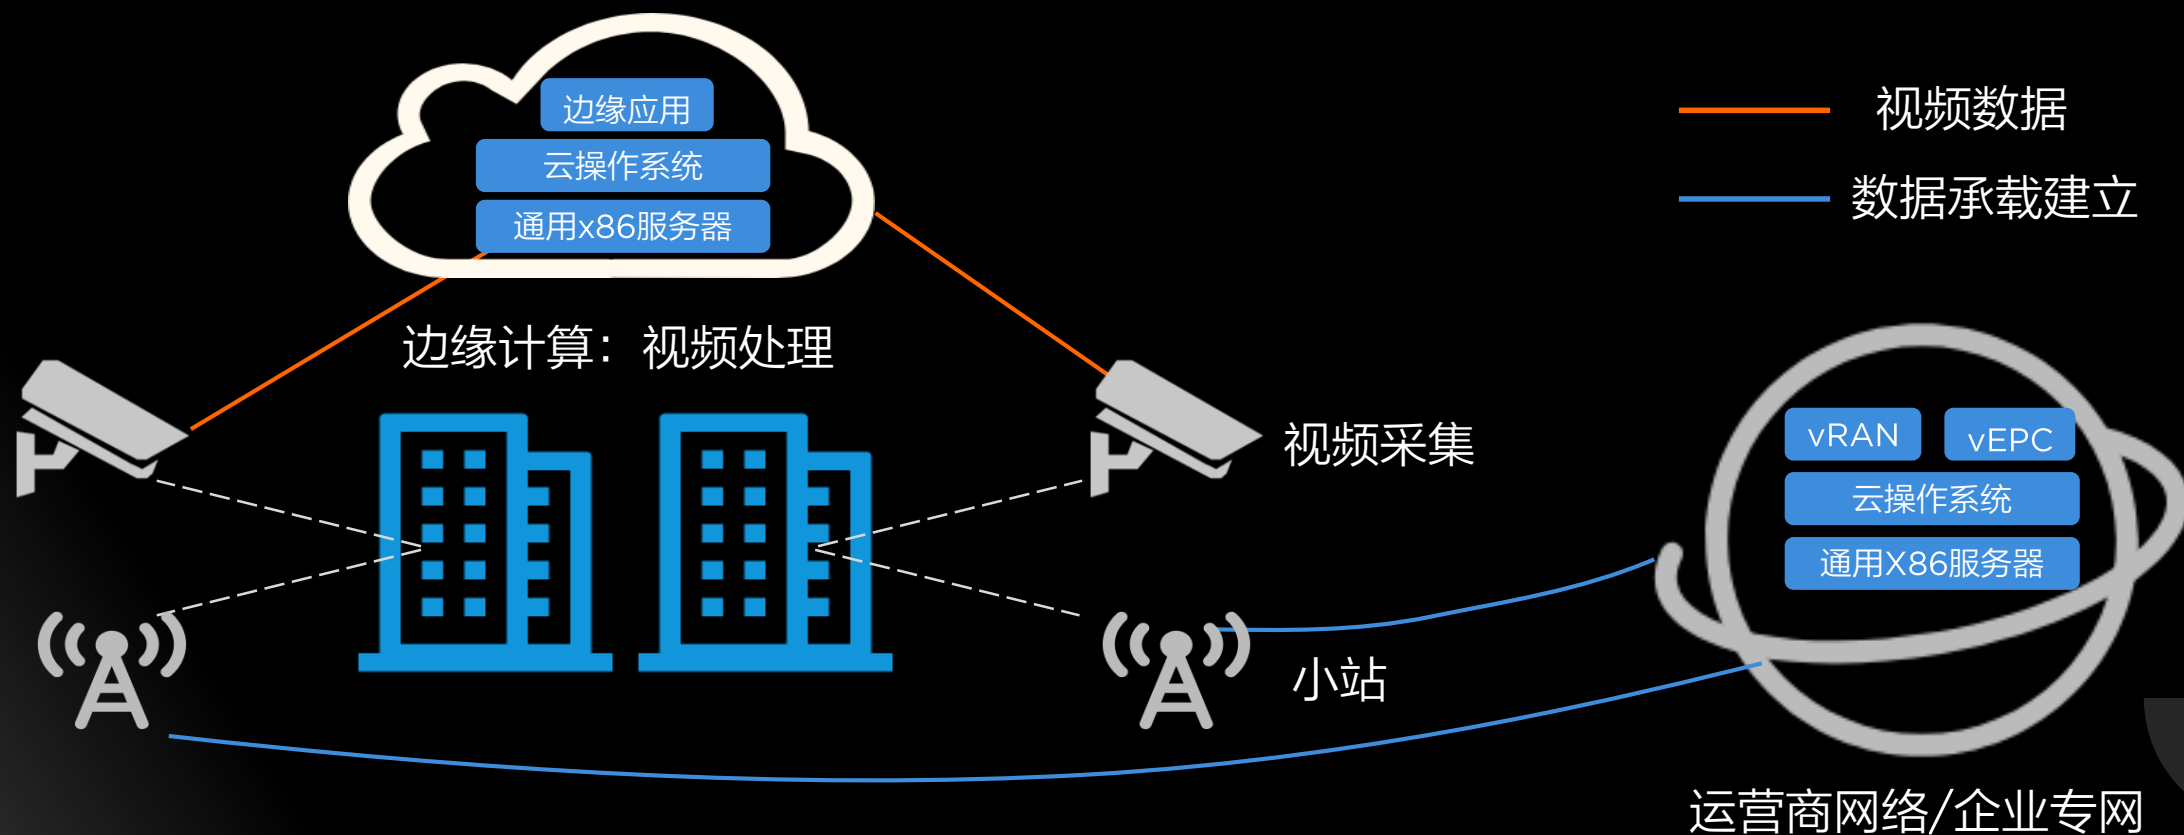 边缘应用
云操作系统
通用x86服务器
边缘计算：视频处理
视频数据
数据承载建立
视频采集
小站
vRAN
vEPC
云操作系统
通用X86服务器
运营商网络/企业专网